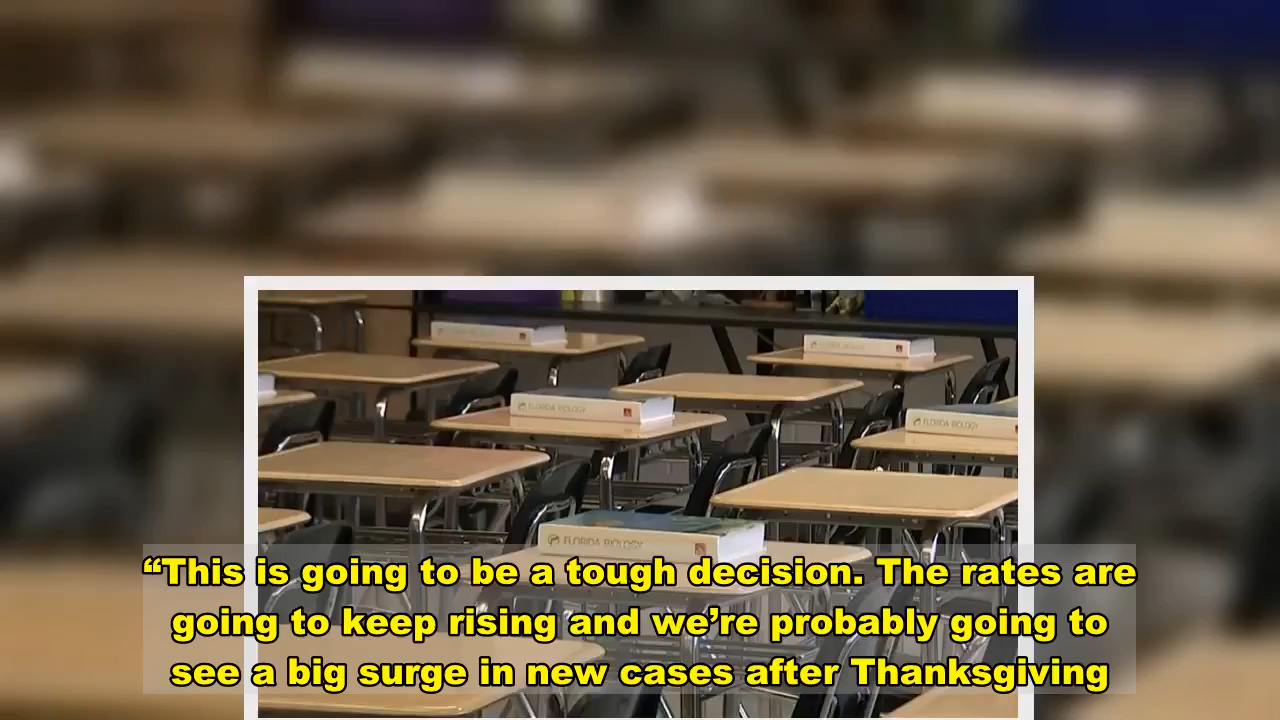 FLORIDA BIOLOGY
FLORIDA BIOLOGY
FLORIDA BIOLOGY
“This is going to be a tough decision. The rates are
going to keep rising and we’re probably going to
see a big surge in new cases after Thanksgiving